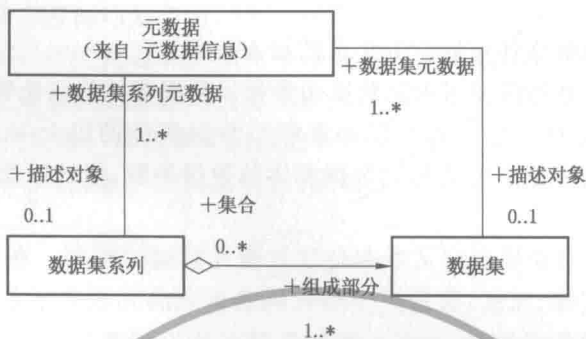 元数据
（来自 元数据信息）
＋数据集系列元数据
1..*
＋数据集元数据
1..*
＋描述对象
0..1
＋集合
0..*
＋描述对象
0..1
数据集系列
数据集
＋组成部分
1..*